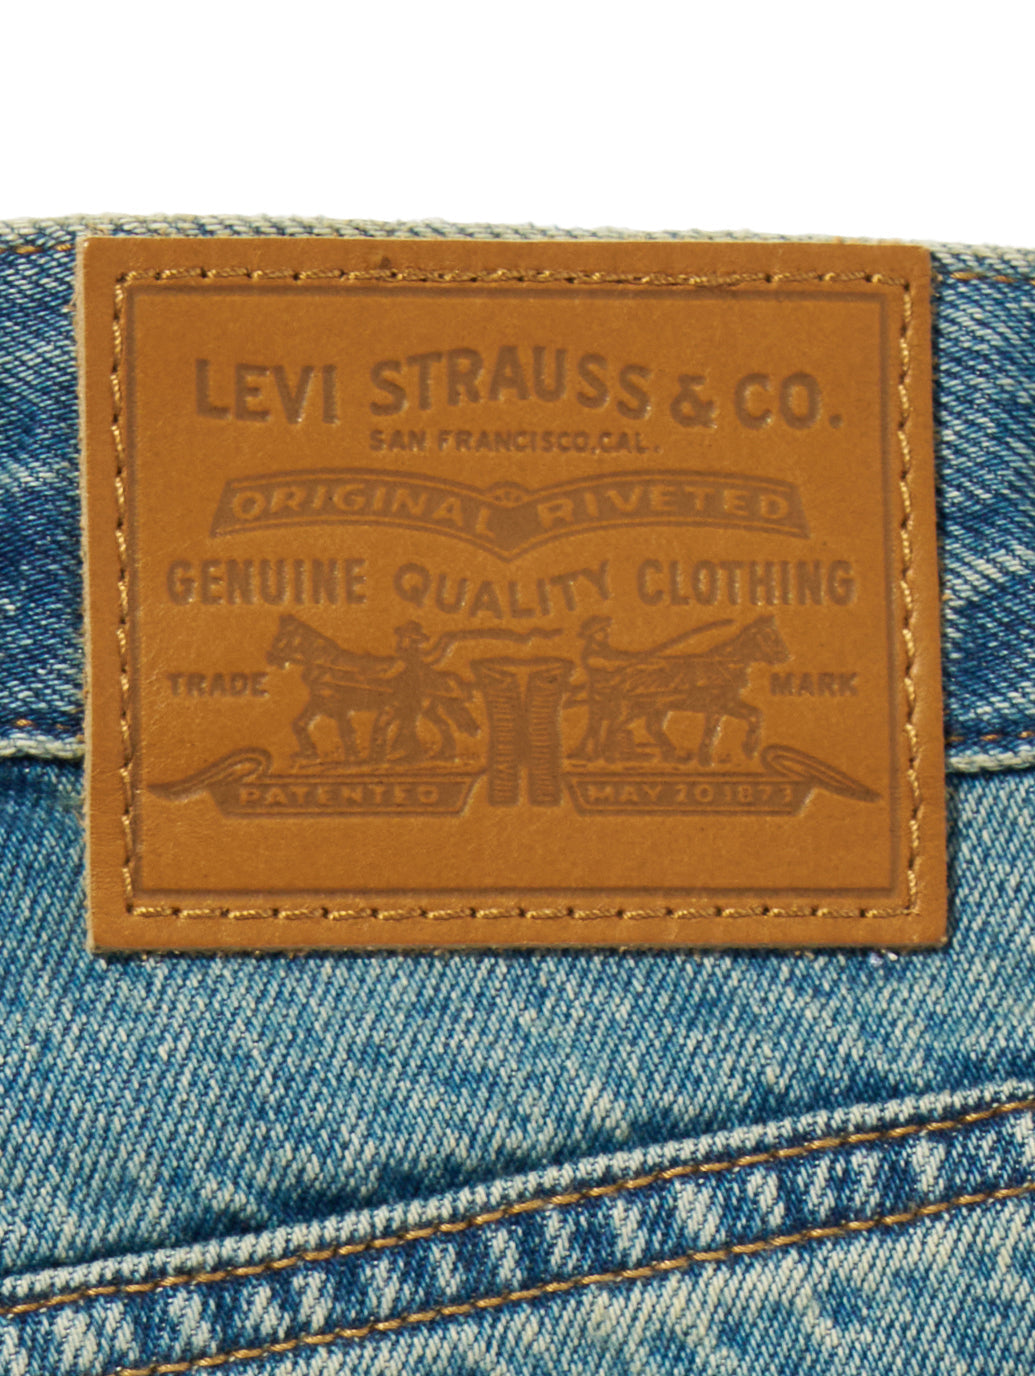 LEVI STRAUSS & CO.
SAN FRANCISCO, CAL.
ORIGINAL RIVETED
GENUINE QUALITY CLOTHING
TRADE MARK
PATENTED MAY 20 1873